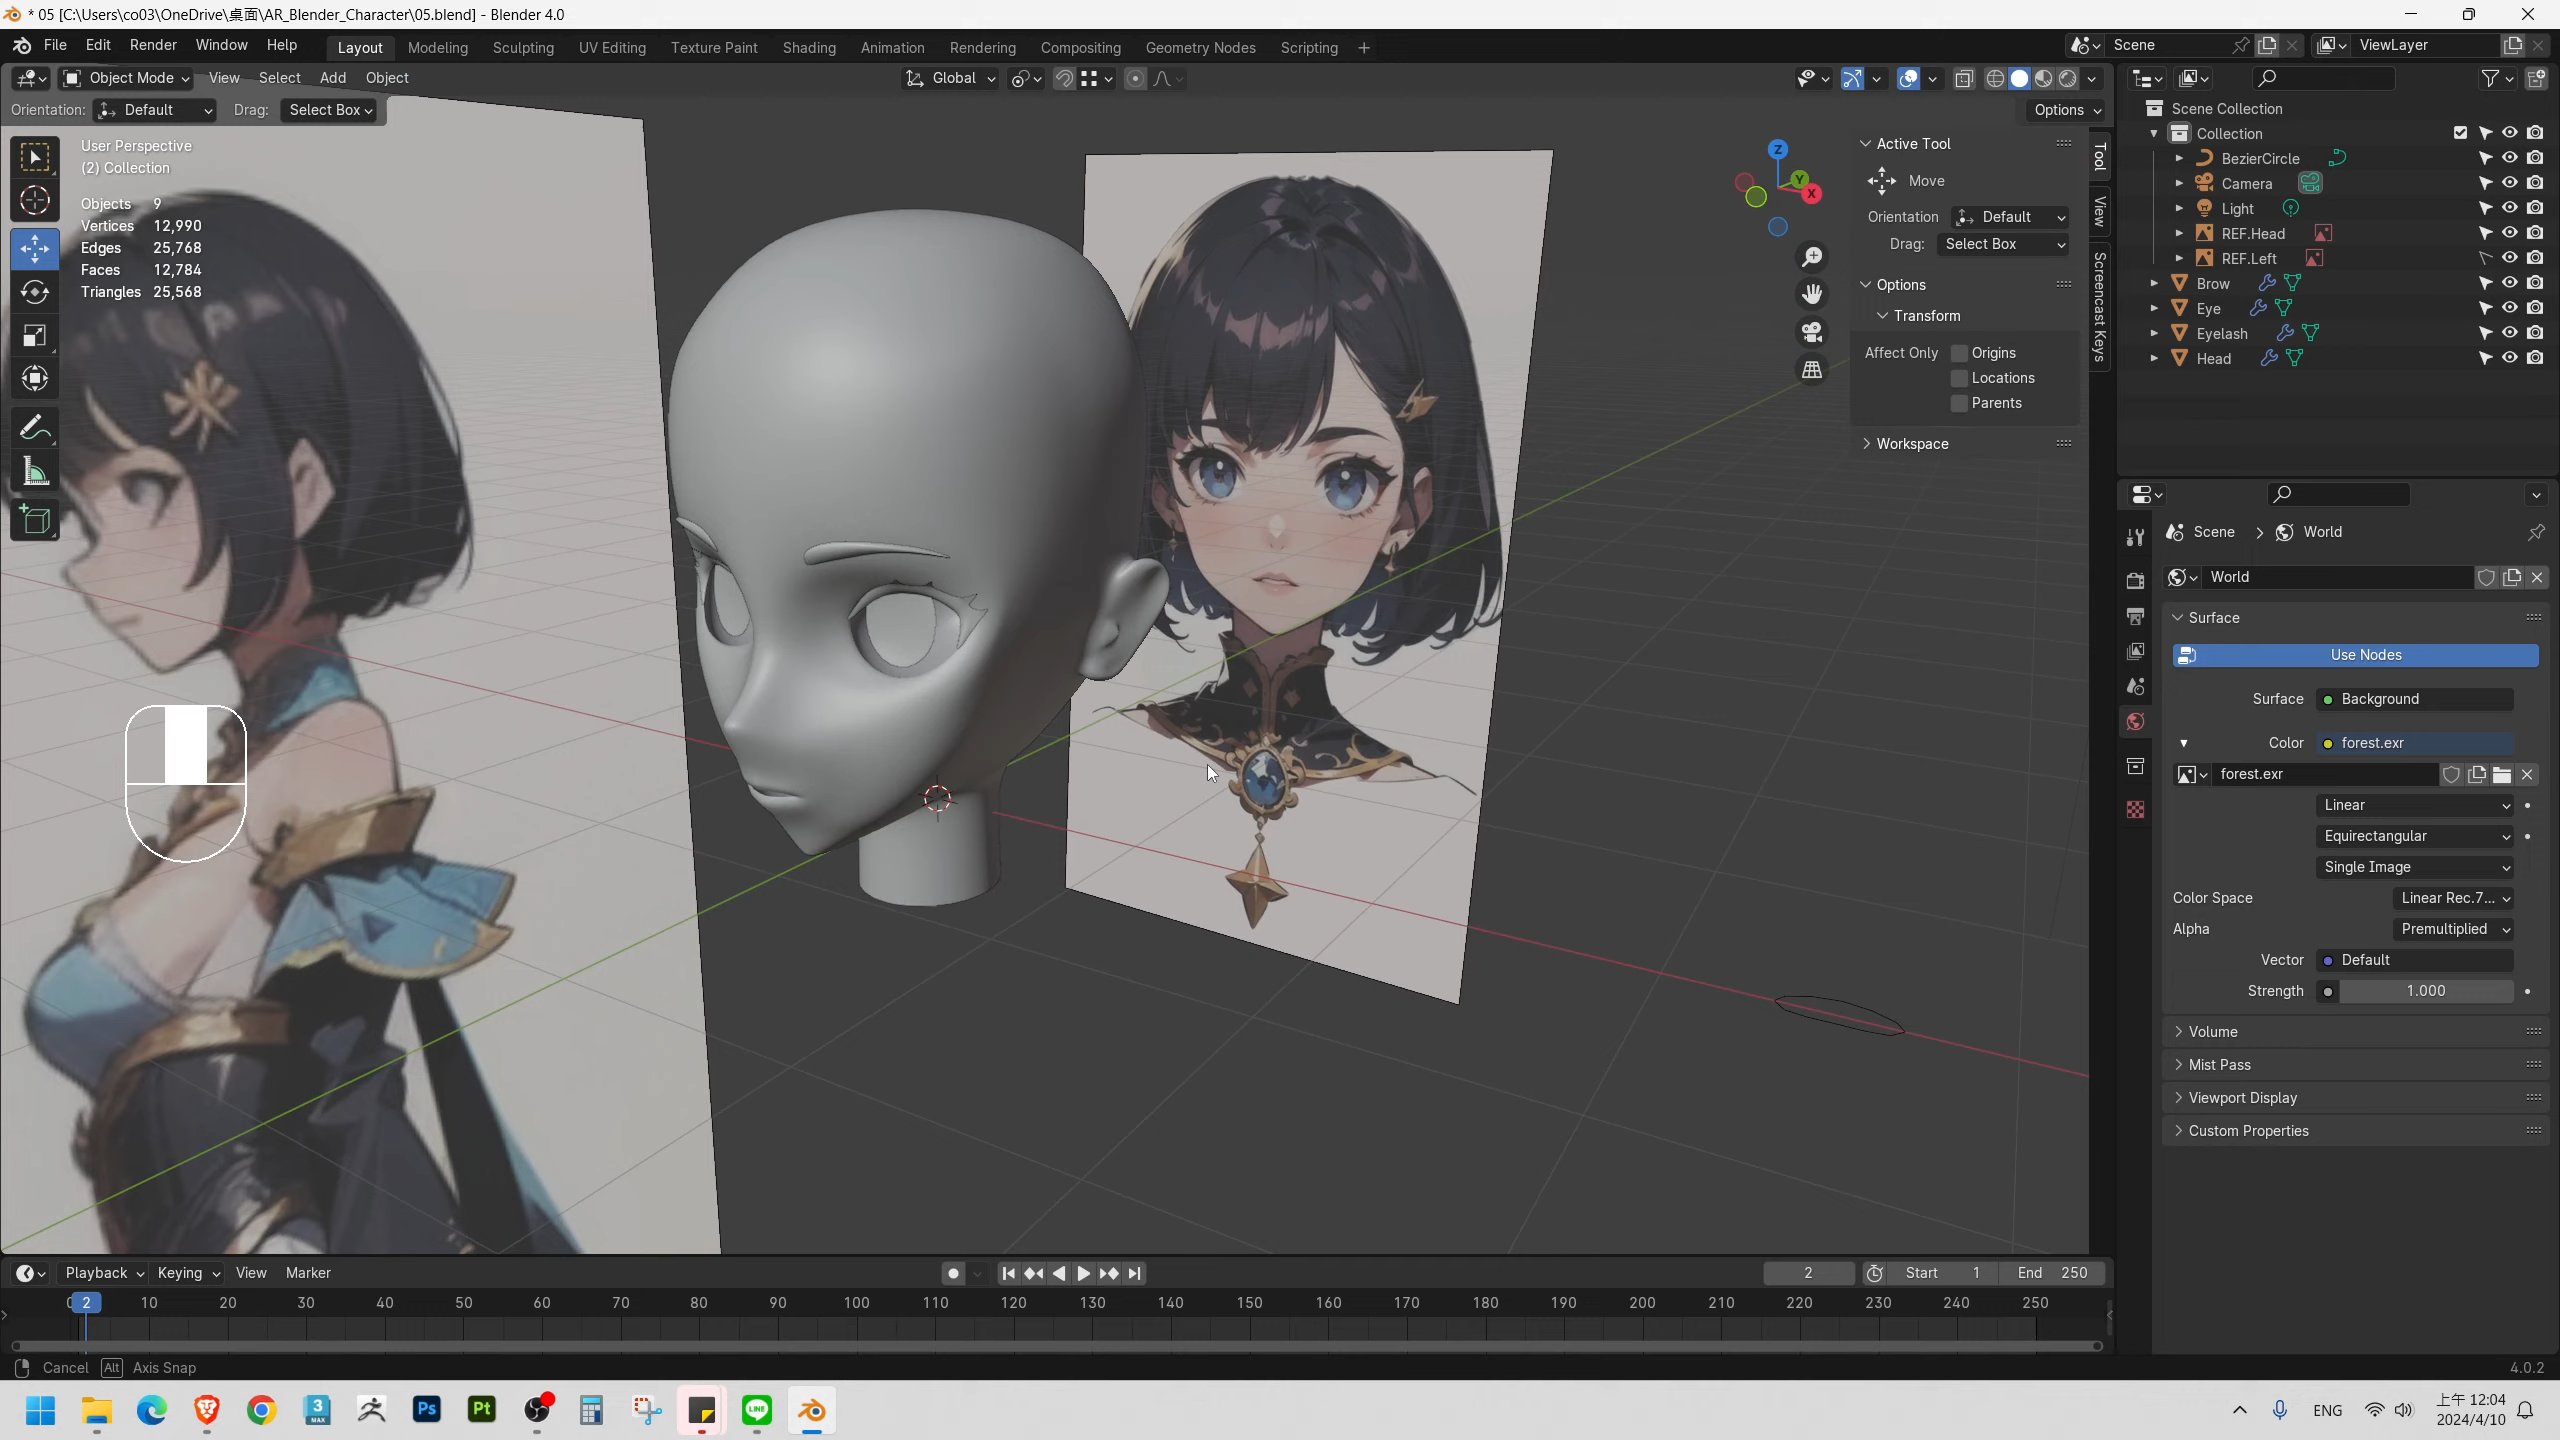 * 05 [C:\Users\co03\OneDrive\桌面\AR_Blender_Character\05.blend] - Blender 4.0
File Edit Render Window Help Layout Modeling Sculpting UV Editing Texture Paint Shading Animation Rendering Compositing Geometry Nodes Scripting + Scene ViewLayer
Object Mode View Select Add Object Global
Orientation: Default Drag: Select Box Options
User Perspective
(2) Collection
Objects 9
Vertices 12,990
Edges 25,768
Faces 12,784
Triangles 25,568
Z
Y
X
Active Tool
Move
Orientation Default
Drag: Select Box
Options
Transform
Affect Only Origins
Locations
Parents
Workspace
Tool
View
Screencast Keys
Scene Collection
Collection
BezierCircle
Camera
Light
REF.Head
REF.Left
Brow
Eye
Eyelash
Head
Scene > World
World
Surface
Use Nodes
Surface Background
Color forest.exr
forest.exr
Linear
Equirectangular
Single Image
Color Space Linear Rec.7...
Alpha Premultiplied
Vector Default
Strength 1.000
Volume
Mist Pass
Viewport Display
Custom Properties
Playback Keying View Marker 2 Start 1 End 250
0 2 10 20 30 40 50 60 70 80 90 100 110 120 130 140 150 160 170 180 190 200 210 220 230 240 250
Cancel Alt Axis Snap 4.0.2
3 MAX Ps Pt LINE ENG 上午 12:04
2024/4/10